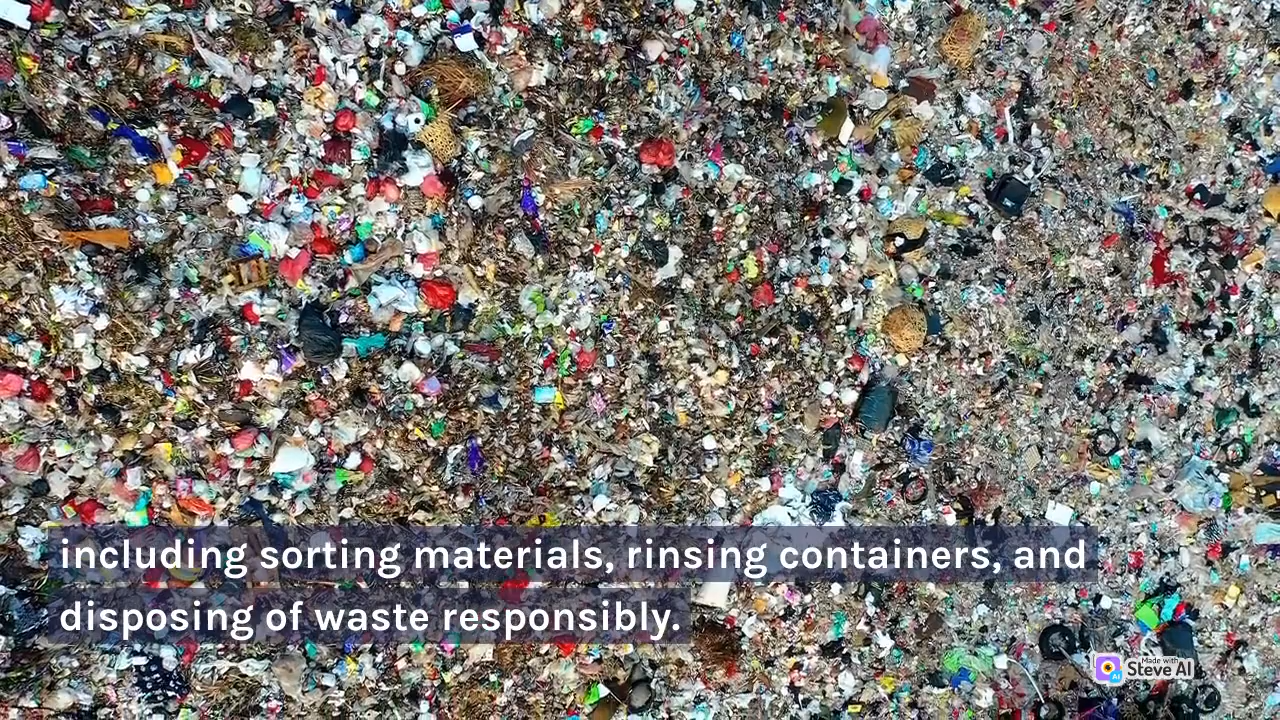 including sorting materials, rinsing containers, and
disposing of waste responsibly.
Made with
Steve AI